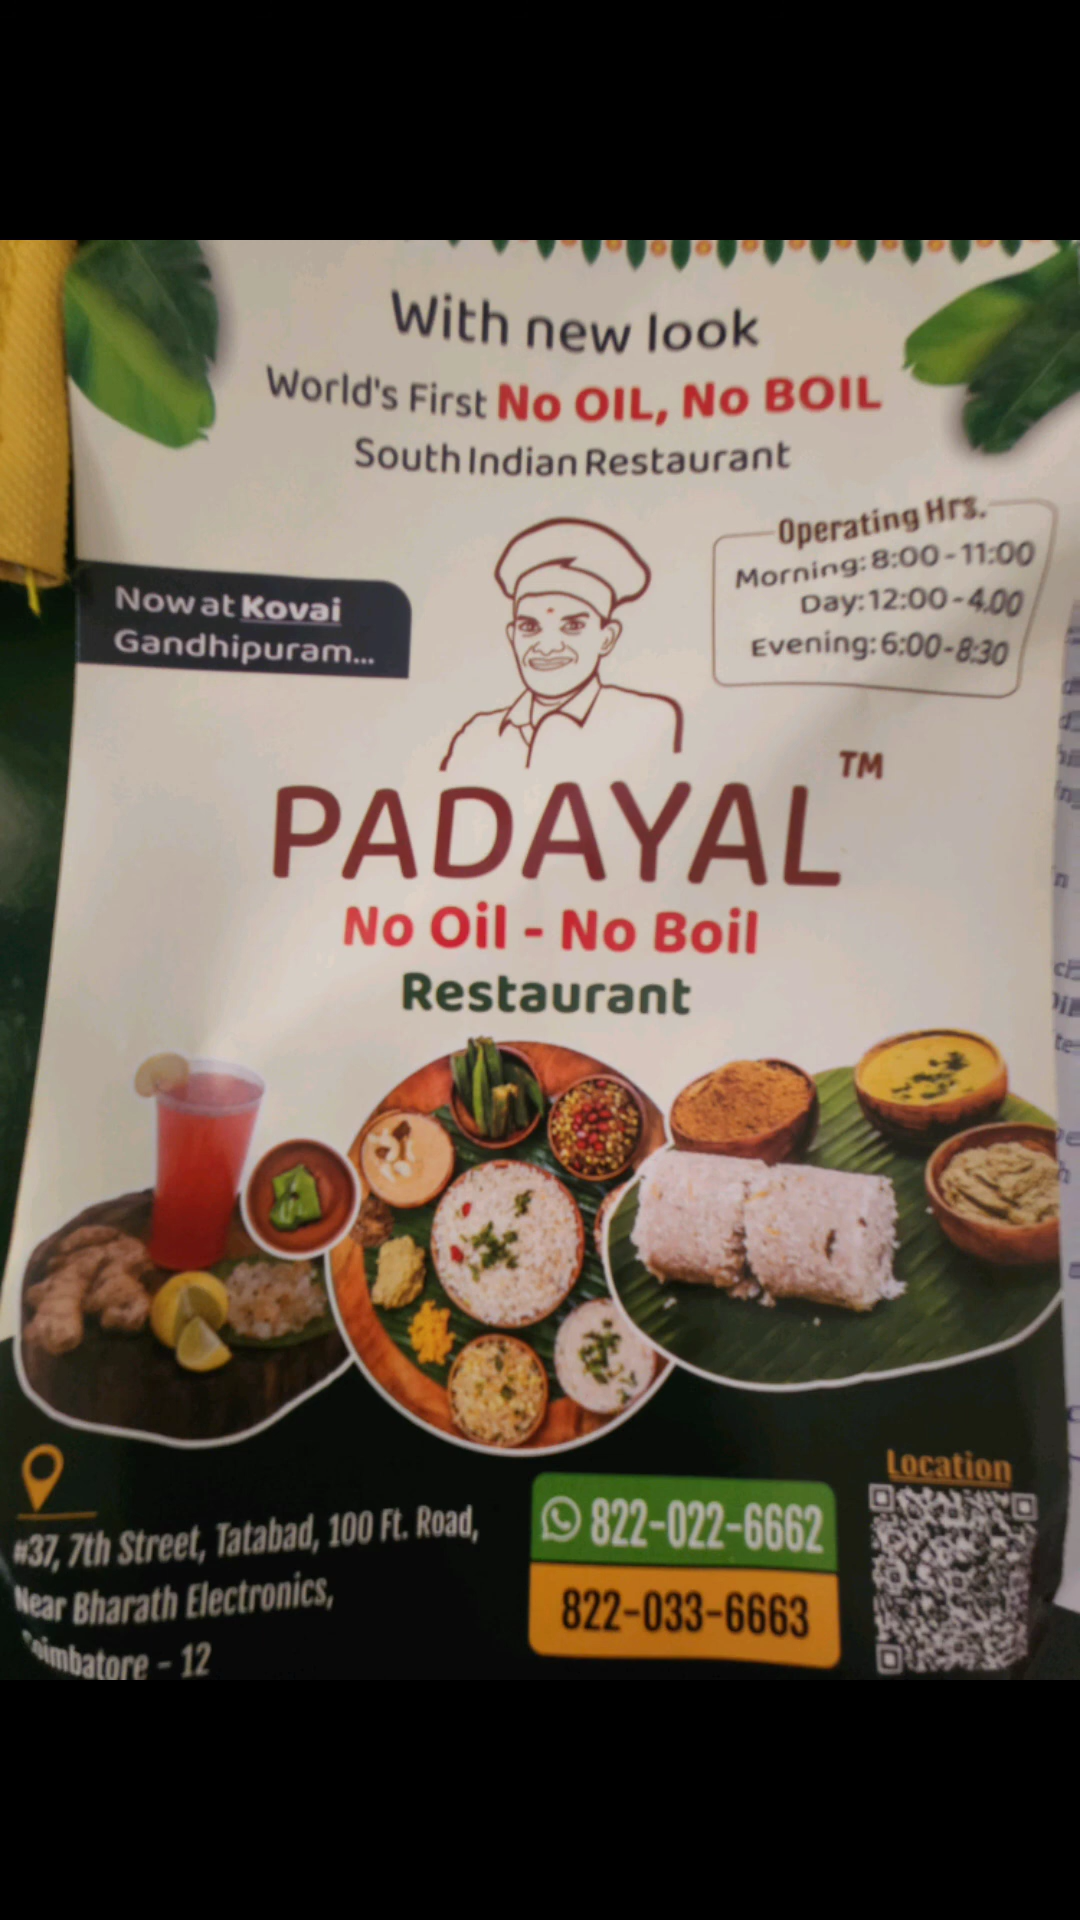 With new look
World's First No OIL, No BOIL
South Indian Restaurant
Operating Hrs.
Morning: 8:00 - 11:00
Day: 12:00 - 4.00
Evening: 6:00 - 8:30
Now at Kovai
Gandhipuram...
PADAYAL TM
No Oil - No Boil
Restaurant
#37, 7th Street, Tatabad, 100 Ft. Road,
Near Bharath Electronics,
Coimbatore - 12
822-022-6662
822-033-6663
Location